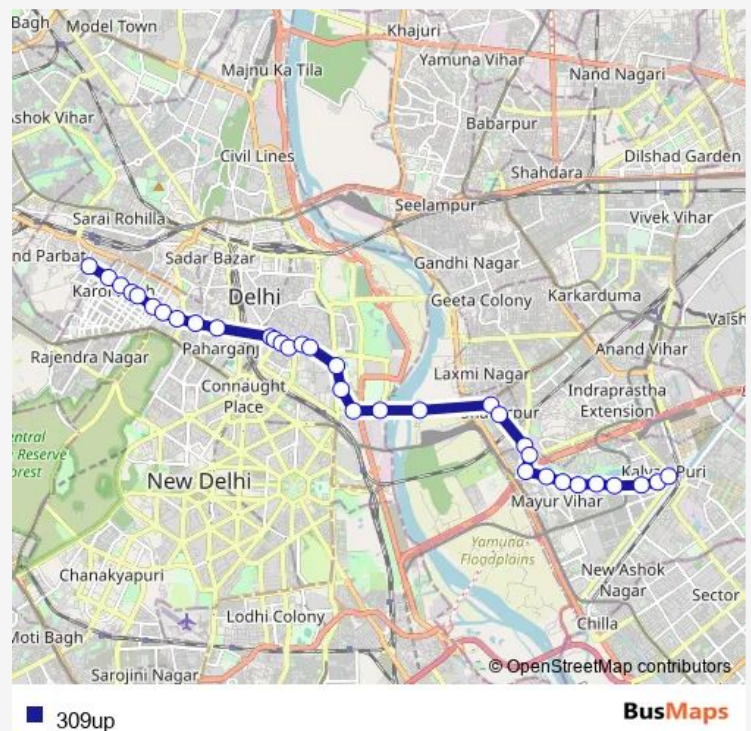 Bagh
Model Town
Khajuri
Yamuna Vihar
Majnu Ka Tila
Nand Nagari
Ashok Vihar
Babarpur
Civil Lines
Dilshad Garden
Shahdara
Seelampur
Sarai Rohilla
Vivek Vihar
nd Parbat
Sadar Bazar
Gandhi Nagar
Delhi
Geeta Colony
Karkarduma
Vaish
Paharganj
Rajendra Nagar
Anand Vihar
Laxmi Nagar
Connaught
Place
Indraprastha
Extension
entral
Reserve
orest
New Delhi
Puri
Mayur Vihar
Yamuna
Floodplains
Chanakyapuri
New Ashok
Nagar
Sector
Lodhi Colony
Chilla
Moti Bagh
Sarojini Nagar
© OpenStreetMap contributors
309up
BusMaps